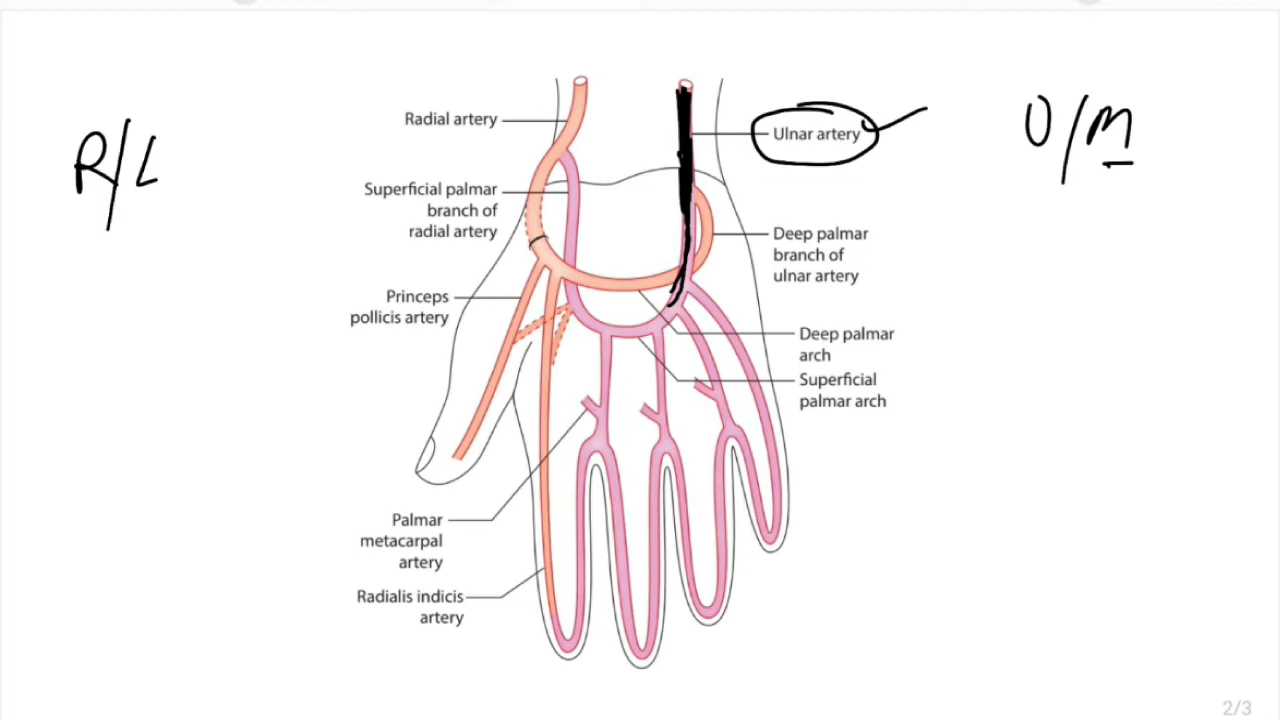 Radial artery
Ulnar artery
R/L
U/M
Superficial palmar
branch of
radial artery
Deep palmar
branch of
ulnar artery
Princeps
pollicis artery
Deep palmar
arch
Superficial
palmar arch
Palmar
metacarpal
artery
Radialis indicis
artery
2/3